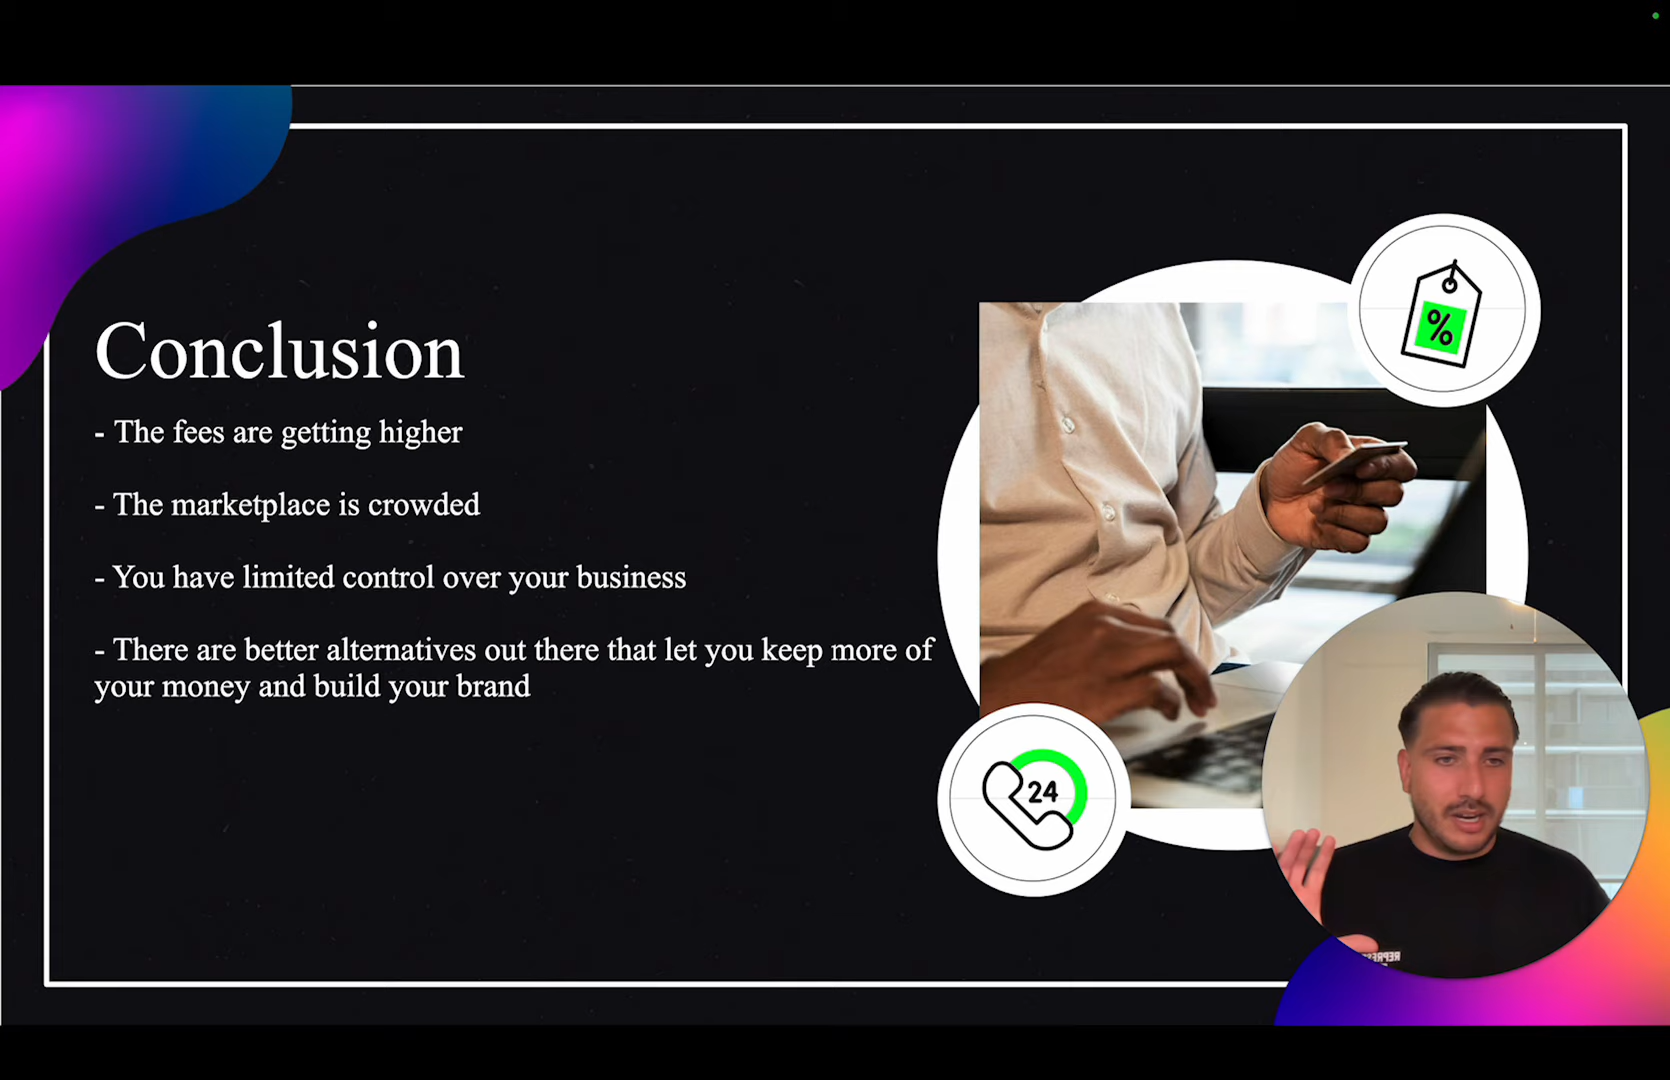 Conclusion
- The fees are getting higher
- The marketplace is crowded
- You have limited control over your business
- There are better alternatives out there that let you keep more of
your money and build your brand
%
24